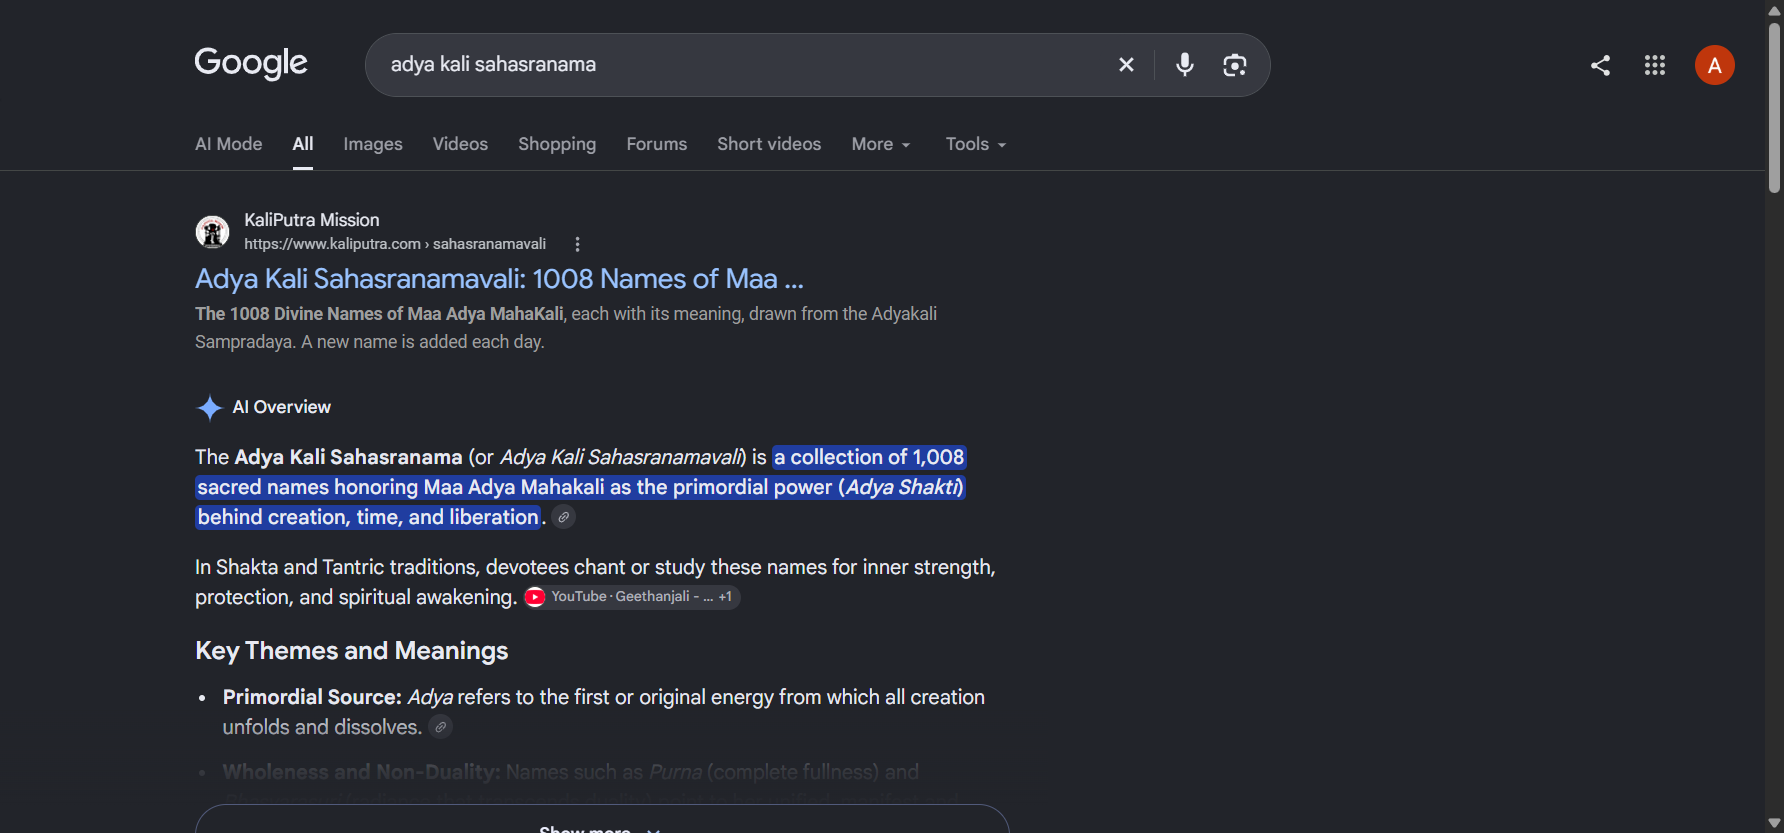 Google
adya kali sahasranama
A
AI Mode All Images Videos Shopping Forums Short videos More Tools
KaliPutra Mission
https://www.kaliputra.com › sahasranamavali
Adya Kali Sahasranamavali: 1008 Names of Maa ...
The 1008 Divine Names of Maa Adya MahaKali, each with its meaning, drawn from the Adyakali
Sampradaya. A new name is added each day.
AI Overview
The Adya Kali Sahasranama (or Adya Kali Sahasranamavali) is a collection of 1,008
sacred names honoring Maa Adya Mahakali as the primordial power (Adya Shakti)
behind creation, time, and liberation.
In Shakta and Tantric traditions, devotees chant or study these names for inner strength,
protection, and spiritual awakening. YouTube · Geethanjali - ... +1
Key Themes and Meanings
• Primordial Source: Adya refers to the first or original energy from which all creation
unfolds and dissolves.
• Wholeness and Non-Duality: Names such as Purna (complete fullness) and
Show more